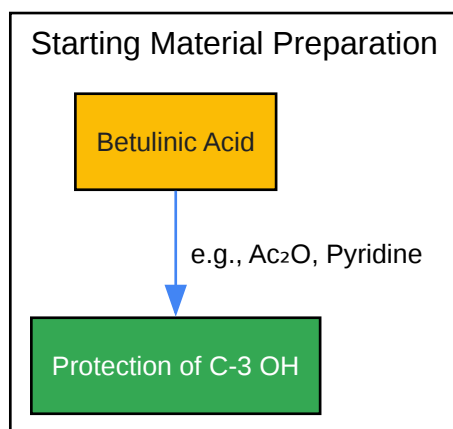 Starting Material Preparation
Betulinic Acid
e.g., Ac₂O, Pyridine
Protection of C-3 OH